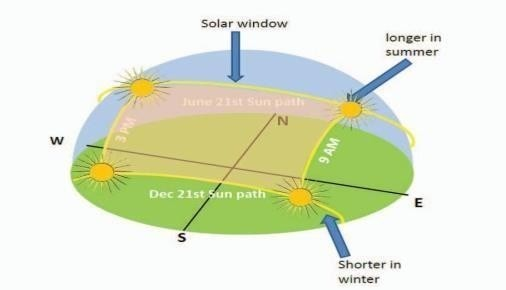 Solar window
longer in
summer
June 21st Sun path
N
3 PM
9 AM
W
Dec 21st Sun path
E
S
Shorter in
winter